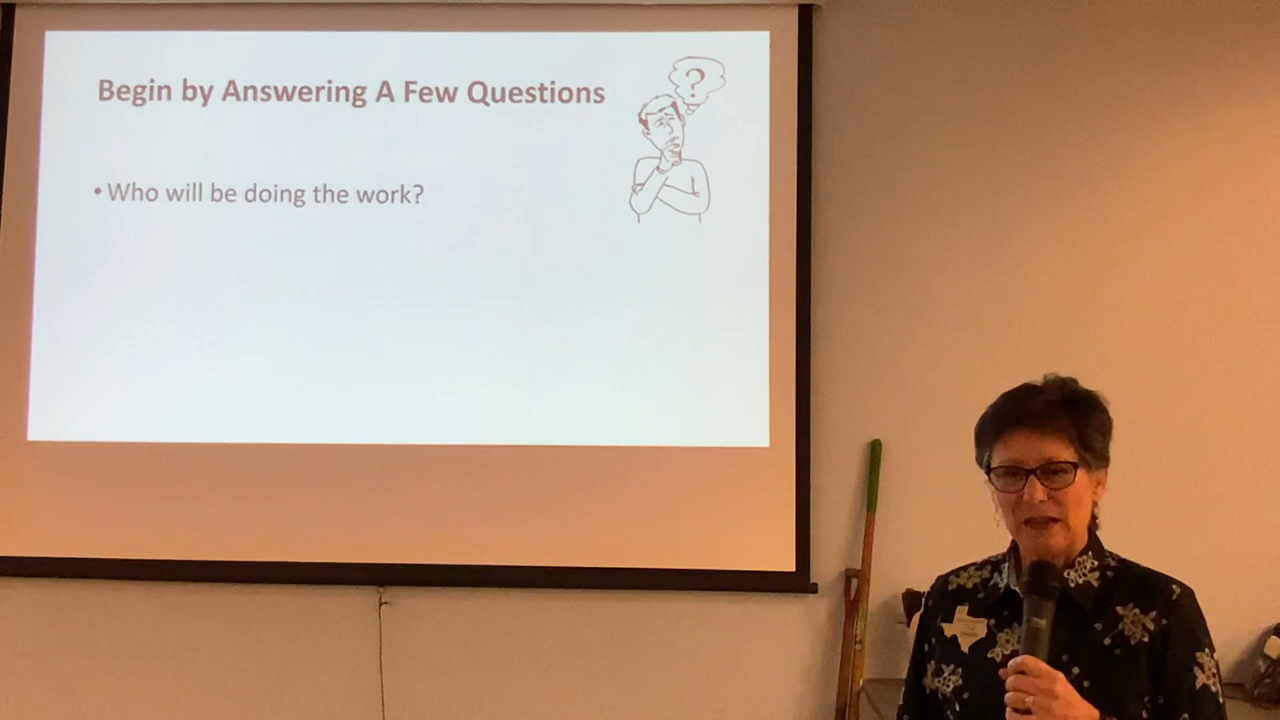 Begin by Answering A Few Questions
?
• Who will be doing the work?